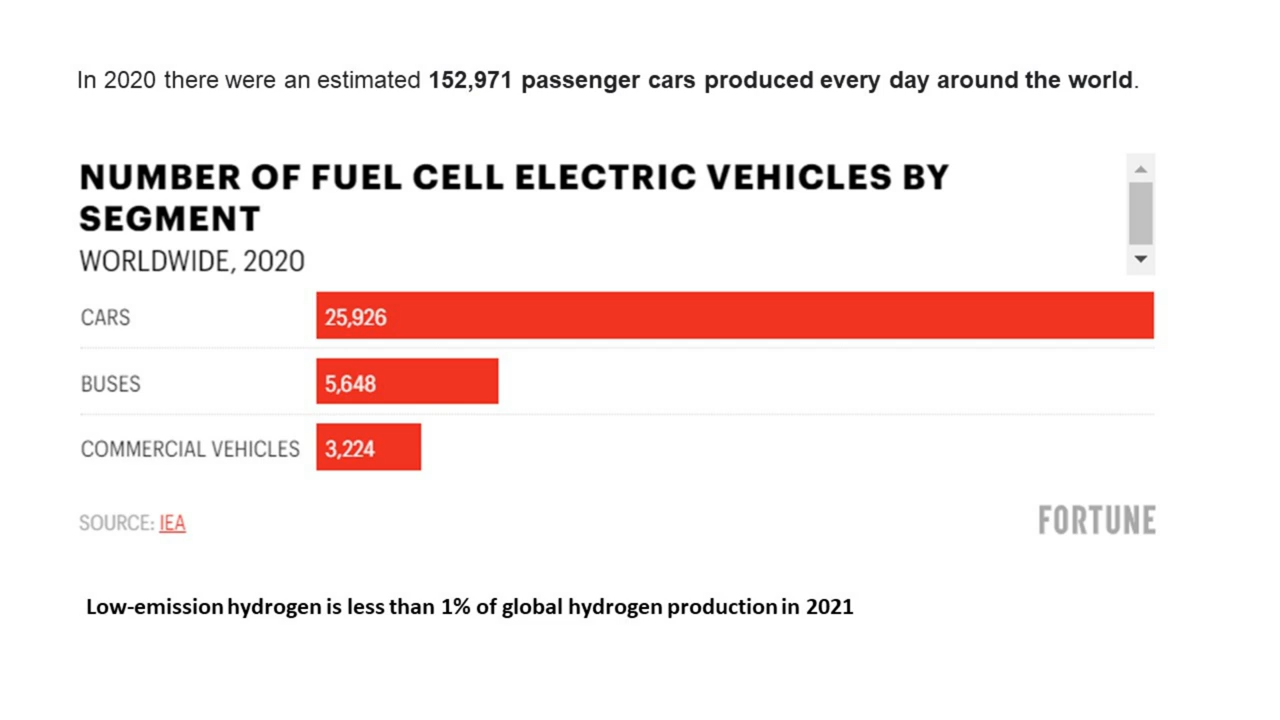 In 2020 there were an estimated 152,971 passenger cars produced every day around the world.
NUMBER OF FUEL CELL ELECTRIC VEHICLES BY
SEGMENT
WORLDWIDE, 2020
CARS 25,926
BUSES 5,648
COMMERCIAL VEHICLES 3,224
SOURCE: IEA FORTUNE
Low-emission hydrogen is less than 1% of global hydrogen production in 2021